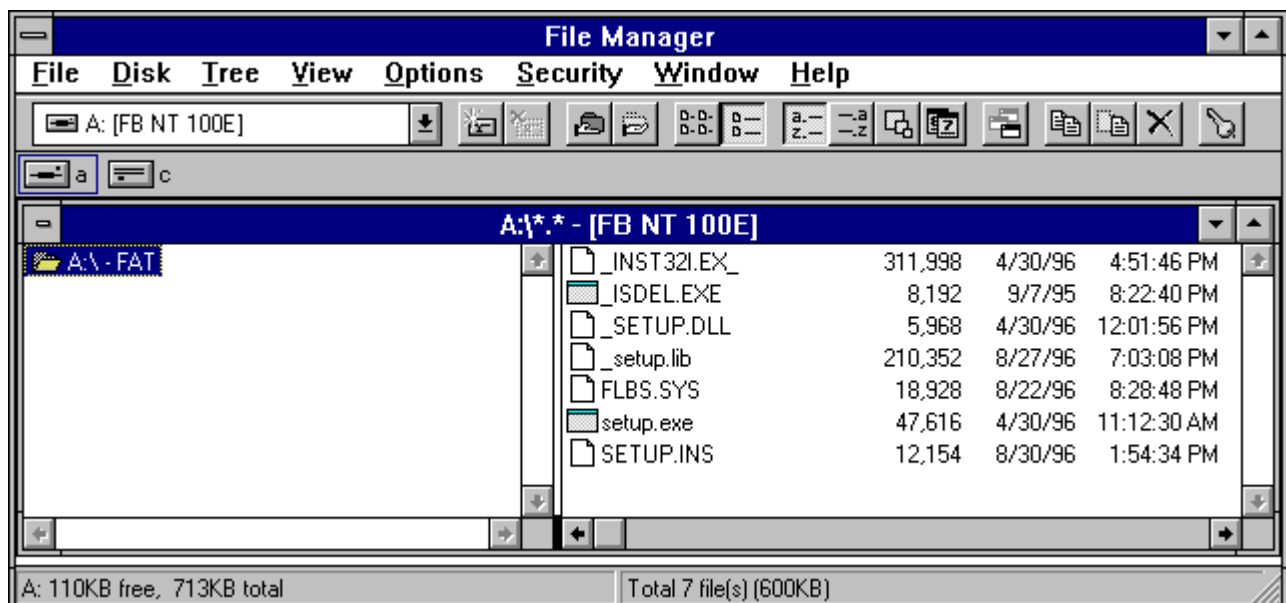 File Manager
File Disk Tree View Options Security Window Help
A: [FB NT 100E]
a c
A:\*.* - [FB NT 100E]
A:\ - FAT
_INST32I.EX_ 311,998 4/30/96 4:51:46 PM
_ISDEL.EXE 8,192 9/7/95 8:22:40 PM
_SETUP.DLL 5,968 4/30/96 12:01:56 PM
_setup.lib 210,352 8/27/96 7:03:08 PM
FLBS.SYS 18,928 8/22/96 8:28:48 PM
setup.exe 47,616 4/30/96 11:12:30 AM
SETUP.INS 12,154 8/30/96 1:54:34 PM
A: 110KB free, 713KB total Total 7 file(s) (600KB)